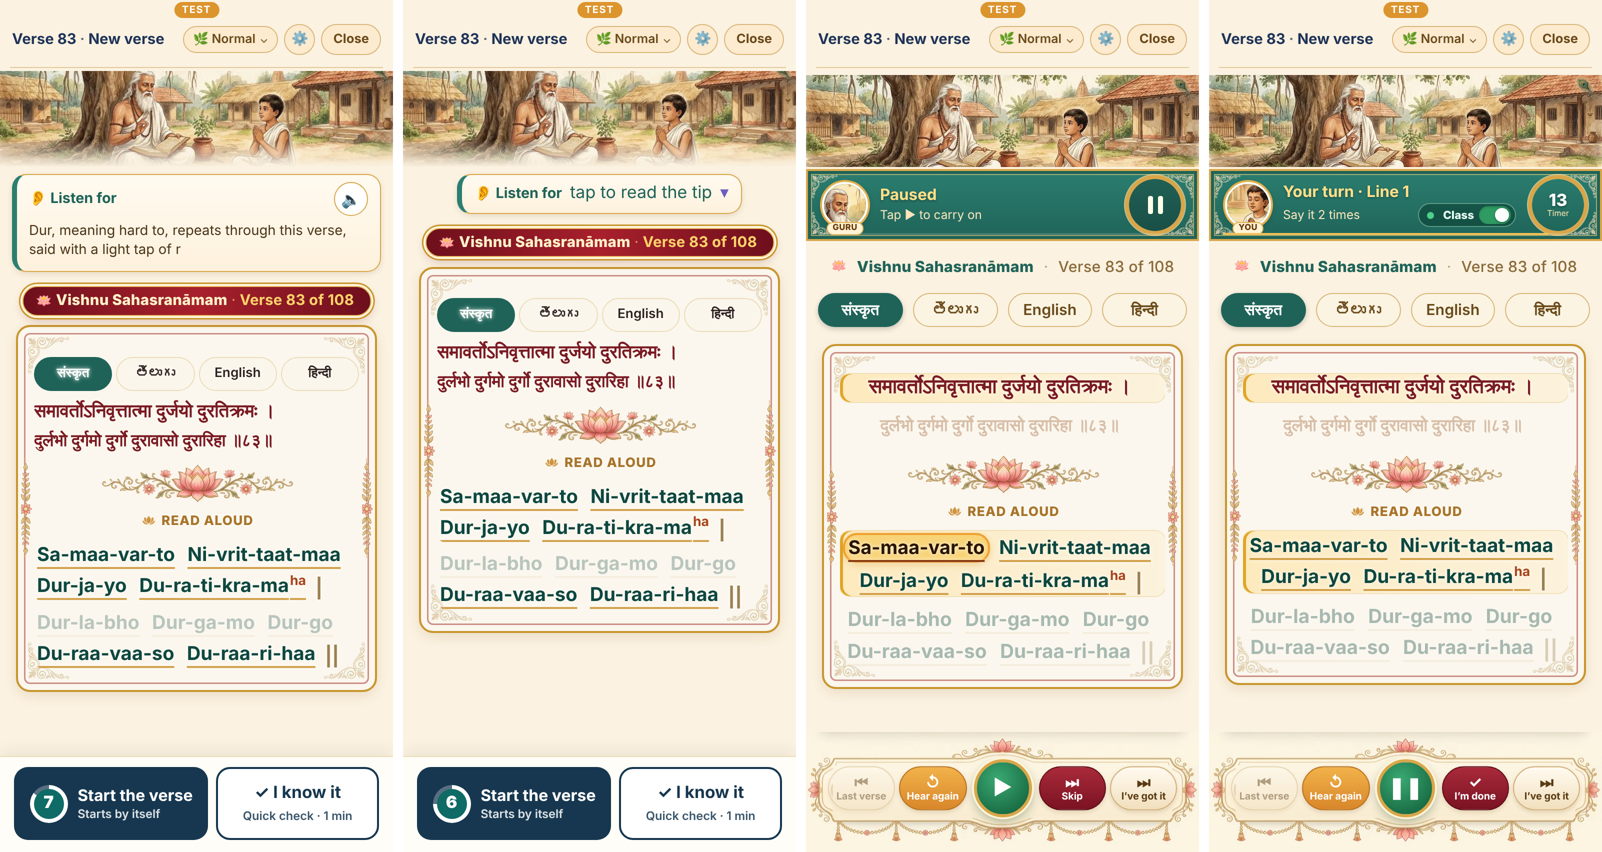 TEST
Verse 83 · New verse
🌿 Normal ⌄
⚙️
Close
👂 Listen for
Dur, meaning hard to, repeats through this verse,
said with a light tap of r
Vishnu Sahasranāmam · Verse 83 of 108
संस्कृत
తెలుగు
English
हिन्दी
समावर्तोऽनिवृत्तात्मा दुर्जयो दुरतिक्रमः ।
दुर्लभो दुर्गमो दुर्गो दुरावासो दुरारिहा ॥८३॥
READ ALOUD
Sa-maa-var-to Ni-vrit-taat-maa
Dur-ja-yo Du-ra-ti-kra-maha |
Dur-la-bho Dur-ga-mo Dur-go
Du-raa-vaa-so Du-raa-ri-haa ||
7
Start the verse
Starts by itself
✓ I know it
Quick check · 1 min
TEST
Verse 83 · New verse
🌿 Normal ⌄
⚙️
Close
👂 Listen for tap to read the tip ▼
Vishnu Sahasranāmam · Verse 83 of 108
संस्कृत
తెలుగు
English
हिन्दी
समावर्तोऽनिवृत्तात्मा दुर्जयो दुरतिक्रमः ।
दुर्लभो दुर्गमो दुर्गो दुरावासो दुरारिहा ॥८३॥
READ ALOUD
Sa-maa-var-to Ni-vrit-taat-maa
Dur-ja-yo Du-ra-ti-kra-maha |
Dur-la-bho Dur-ga-mo Dur-go
Du-raa-vaa-so Du-raa-ri-haa ||
6
Start the verse
Starts by itself
✓ I know it
Quick check · 1 min
TEST
Verse 83 · New verse
🌿 Normal ⌄
⚙️
Close
GURU
Paused
Tap ▶ to carry on
Vishnu Sahasranāmam · Verse 83 of 108
संस्कृत
తెలుగు
English
हिन्दी
समावर्तोऽनिवृत्तात्मा दुर्जयो दुरतिक्रमः ।
दुर्लभो दुर्गमो दुर्गो दुरावासो दुरारिहा ॥८३॥
READ ALOUD
Sa-maa-var-to Ni-vrit-taat-maa
Dur-ja-yo Du-ra-ti-kra-maha |
Dur-la-bho Dur-ga-mo Dur-go
Du-raa-vaa-so Du-raa-ri-haa ||
Last verse
Hear again
Skip
I've got it
TEST
Verse 83 · New verse
🌿 Normal ⌄
⚙️
Close
YOU
Your turn · Line 1
Say it 2 times
Class
13
Timer
Vishnu Sahasranāmam · Verse 83 of 108
संस्कृत
తెలుగు
English
हिन्दी
समावर्तोऽनिवृत्तात्मा दुर्जयो दुरतिक्रमः ।
दुर्लभो दुर्गमो दुर्गो दुरावासो दुरारिहा ॥८३॥
READ ALOUD
Sa-maa-var-to Ni-vrit-taat-maa
Dur-ja-yo Du-ra-ti-kra-maha |
Dur-la-bho Dur-ga-mo Dur-go
Du-raa-vaa-so Du-raa-ri-haa ||
Last verse
Hear again
I'm done
I've got it